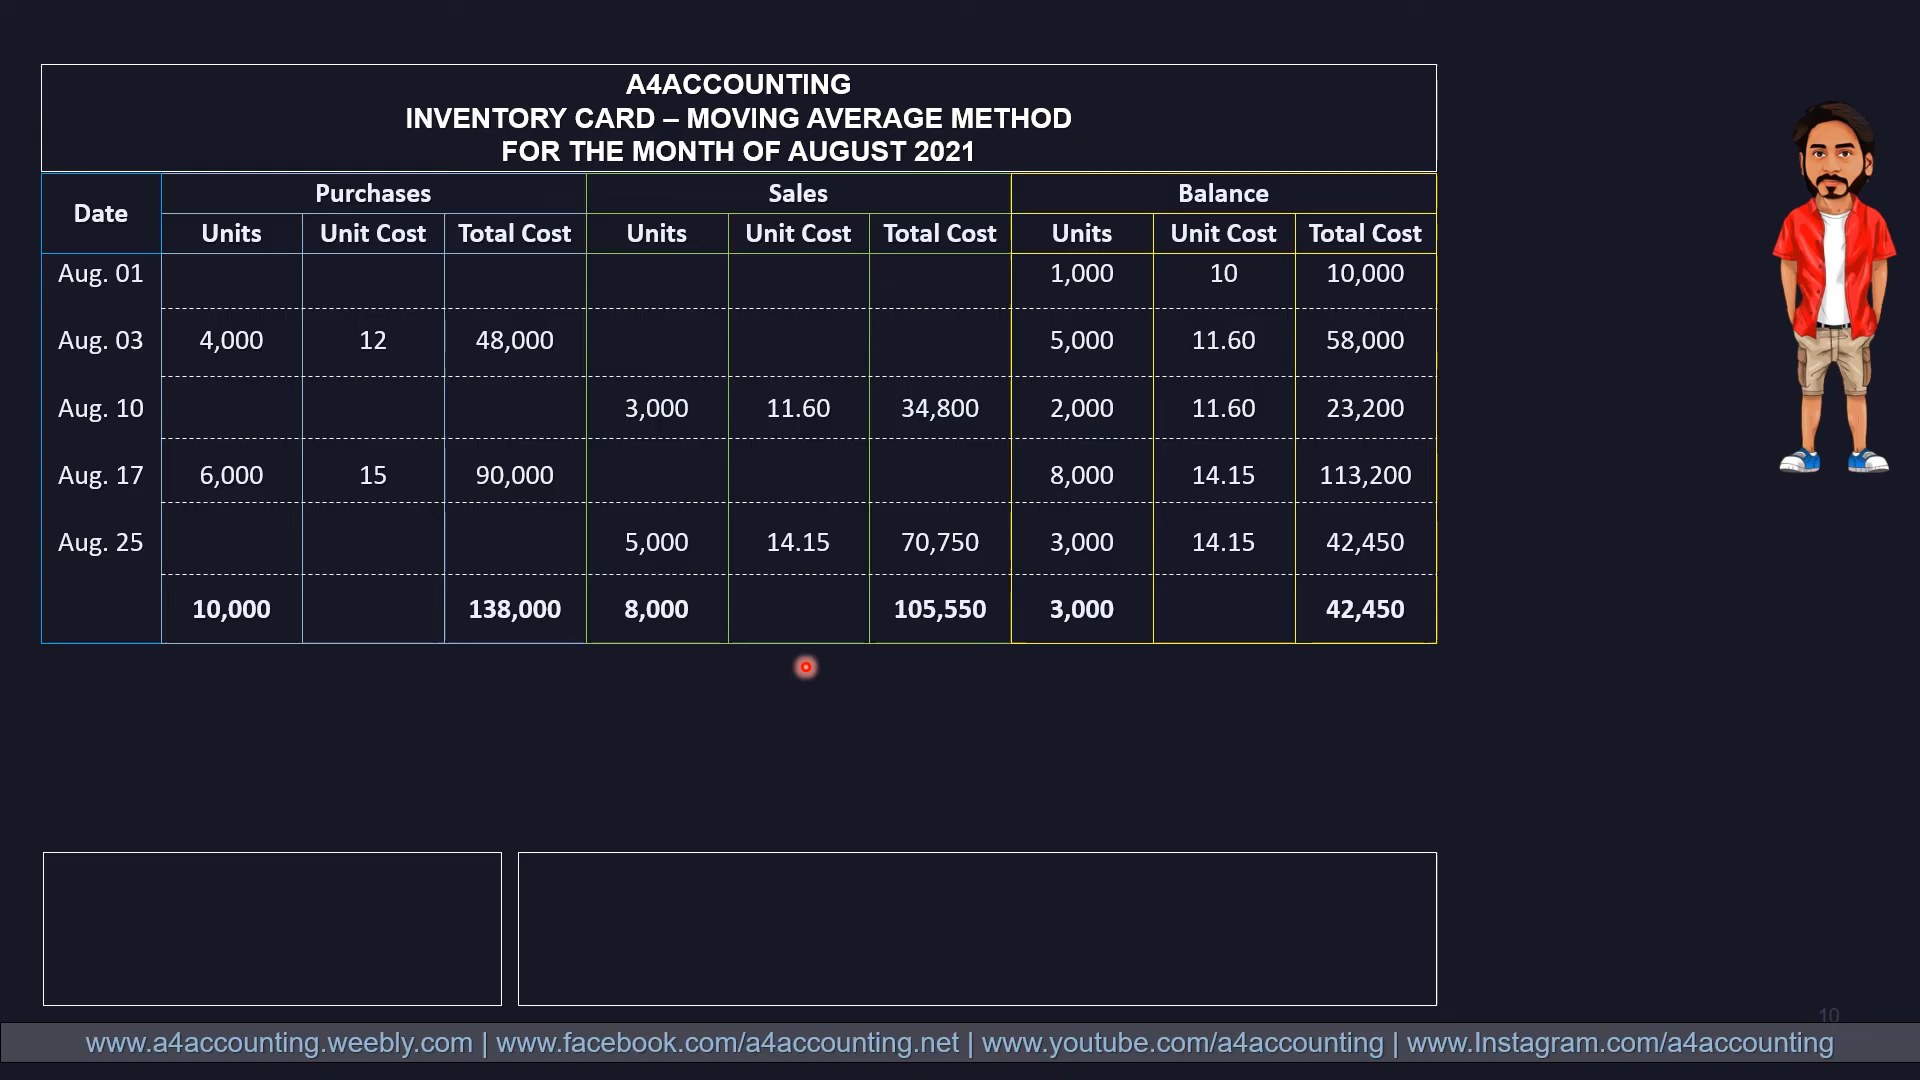 A4ACCOUNTING
INVENTORY CARD – MOVING AVERAGE METHOD
FOR THE MONTH OF AUGUST 2021
Date Purchases Sales Balance
Units Unit Cost Total Cost Units Unit Cost Total Cost Units Unit Cost Total Cost
Aug. 01 1,000 10 10,000
Aug. 03 4,000 12 48,000 5,000 11.60 58,000
Aug. 10 3,000 11.60 34,800 2,000 11.60 23,200
Aug. 17 6,000 15 90,000 8,000 14.15 113,200
Aug. 25 5,000 14.15 70,750 3,000 14.15 42,450
10,000 138,000 8,000 105,550 3,000 42,450
10
www.a4accounting.weebly.com | www.facebook.com/a4accounting.net | www.youtube.com/a4accounting | www.Instagram.com/a4accounting